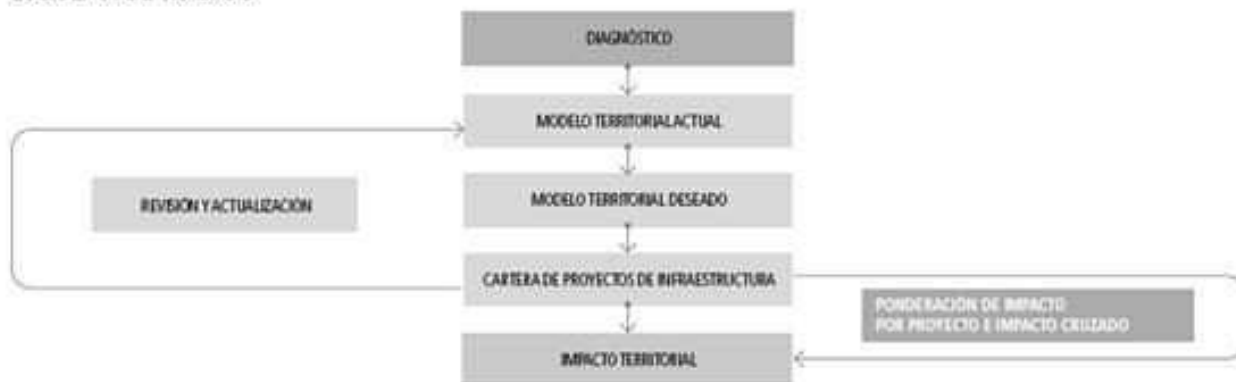 DIAGNÓSTICO
MODELO TERRITORIAL ACTUAL
REVISIÓN Y ACTUALIZACIÓN
MODELO TERRITORIAL DESEADO
CARTERA DE PROYECTOS DE INFRAESTRUCTURA
PONDERACIÓN DE IMPACTO
POR PROYECTO E IMPACTO CRUZADO
IMPACTO TERRITORIAL